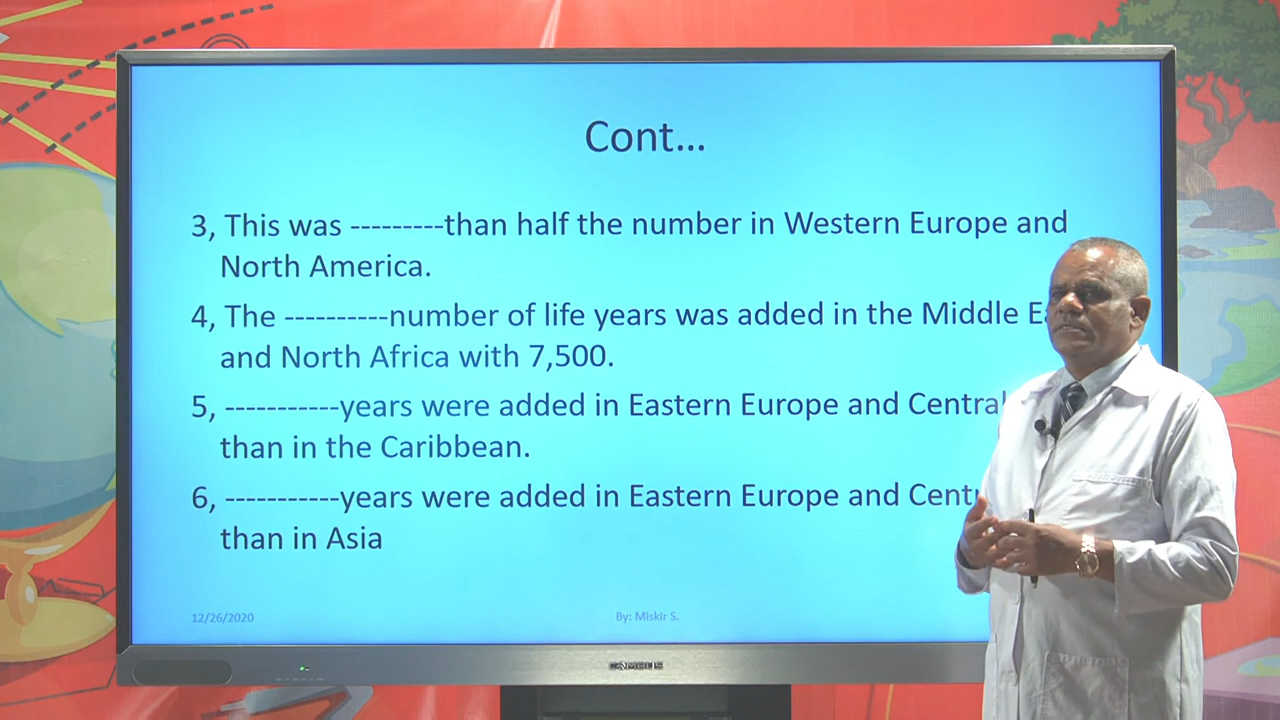 Cont...
3, This was ---------than half the number in Western Europe and
North America.
4, The ----------number of life years was added in the Middle
and North Africa with 7,500.
5, -----------years were added in Eastern Europe and Central
than in the Caribbean.
6, -----------years were added in Eastern Europe and
than in Asia
12/26/2020
By: Miskir S.